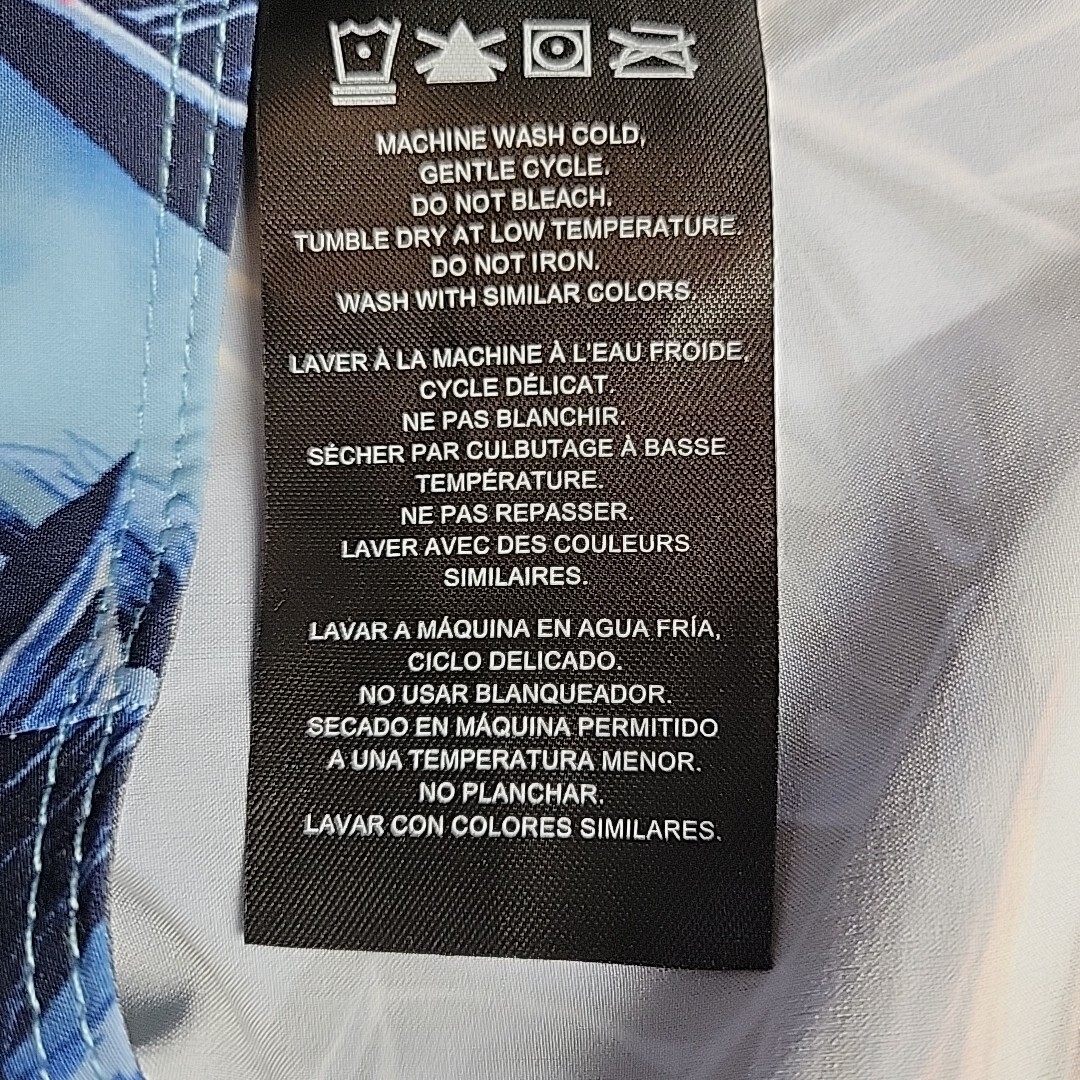 MACHINE WASH COLD,
GENTLE CYCLE.
DO NOT BLEACH.
TUMBLE DRY AT LOW TEMPERATURE.
DO NOT IRON.
WASH WITH SIMILAR COLORS.
LAVER À LA MACHINE À L'EAU FROIDE,
CYCLE DÉLICAT.
NE PAS BLANCHIR.
SÉCHER PAR CULBUTAGE À BASSE
TEMPÉRATURE.
NE PAS REPASSER.
LAVER AVEC DES COULEURS
SIMILAIRES.
LAVAR A MÁQUINA EN AGUA FRÍA,
CICLO DELICADO.
NO USAR BLANQUEADOR.
SECADO EN MÁQUINA PERMITIDO
A UNA TEMPERATURA MENOR.
NO PLANCHAR.
LAVAR CON COLORES SIMILARES.